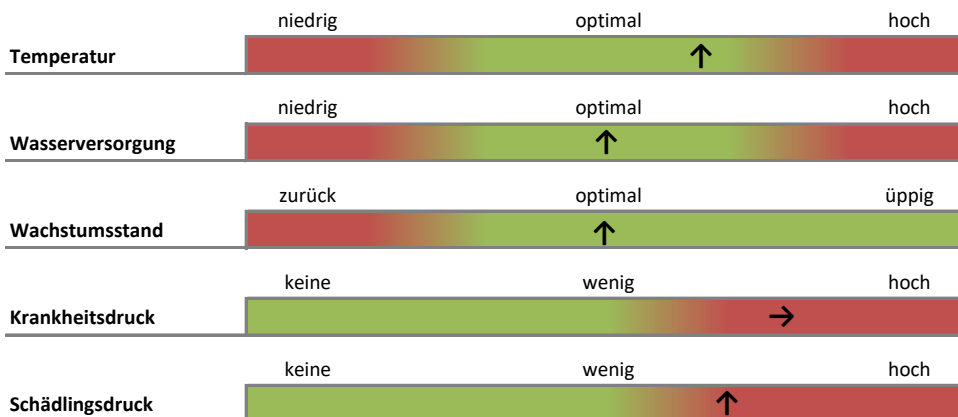 niedrig optimal hoch
Temperatur
niedrig optimal hoch
Wasserversorgung
zurück optimal üppig
Wachstumsstand
keine wenig hoch
Krankheitsdruck
keine wenig hoch
Schädlingsdruck